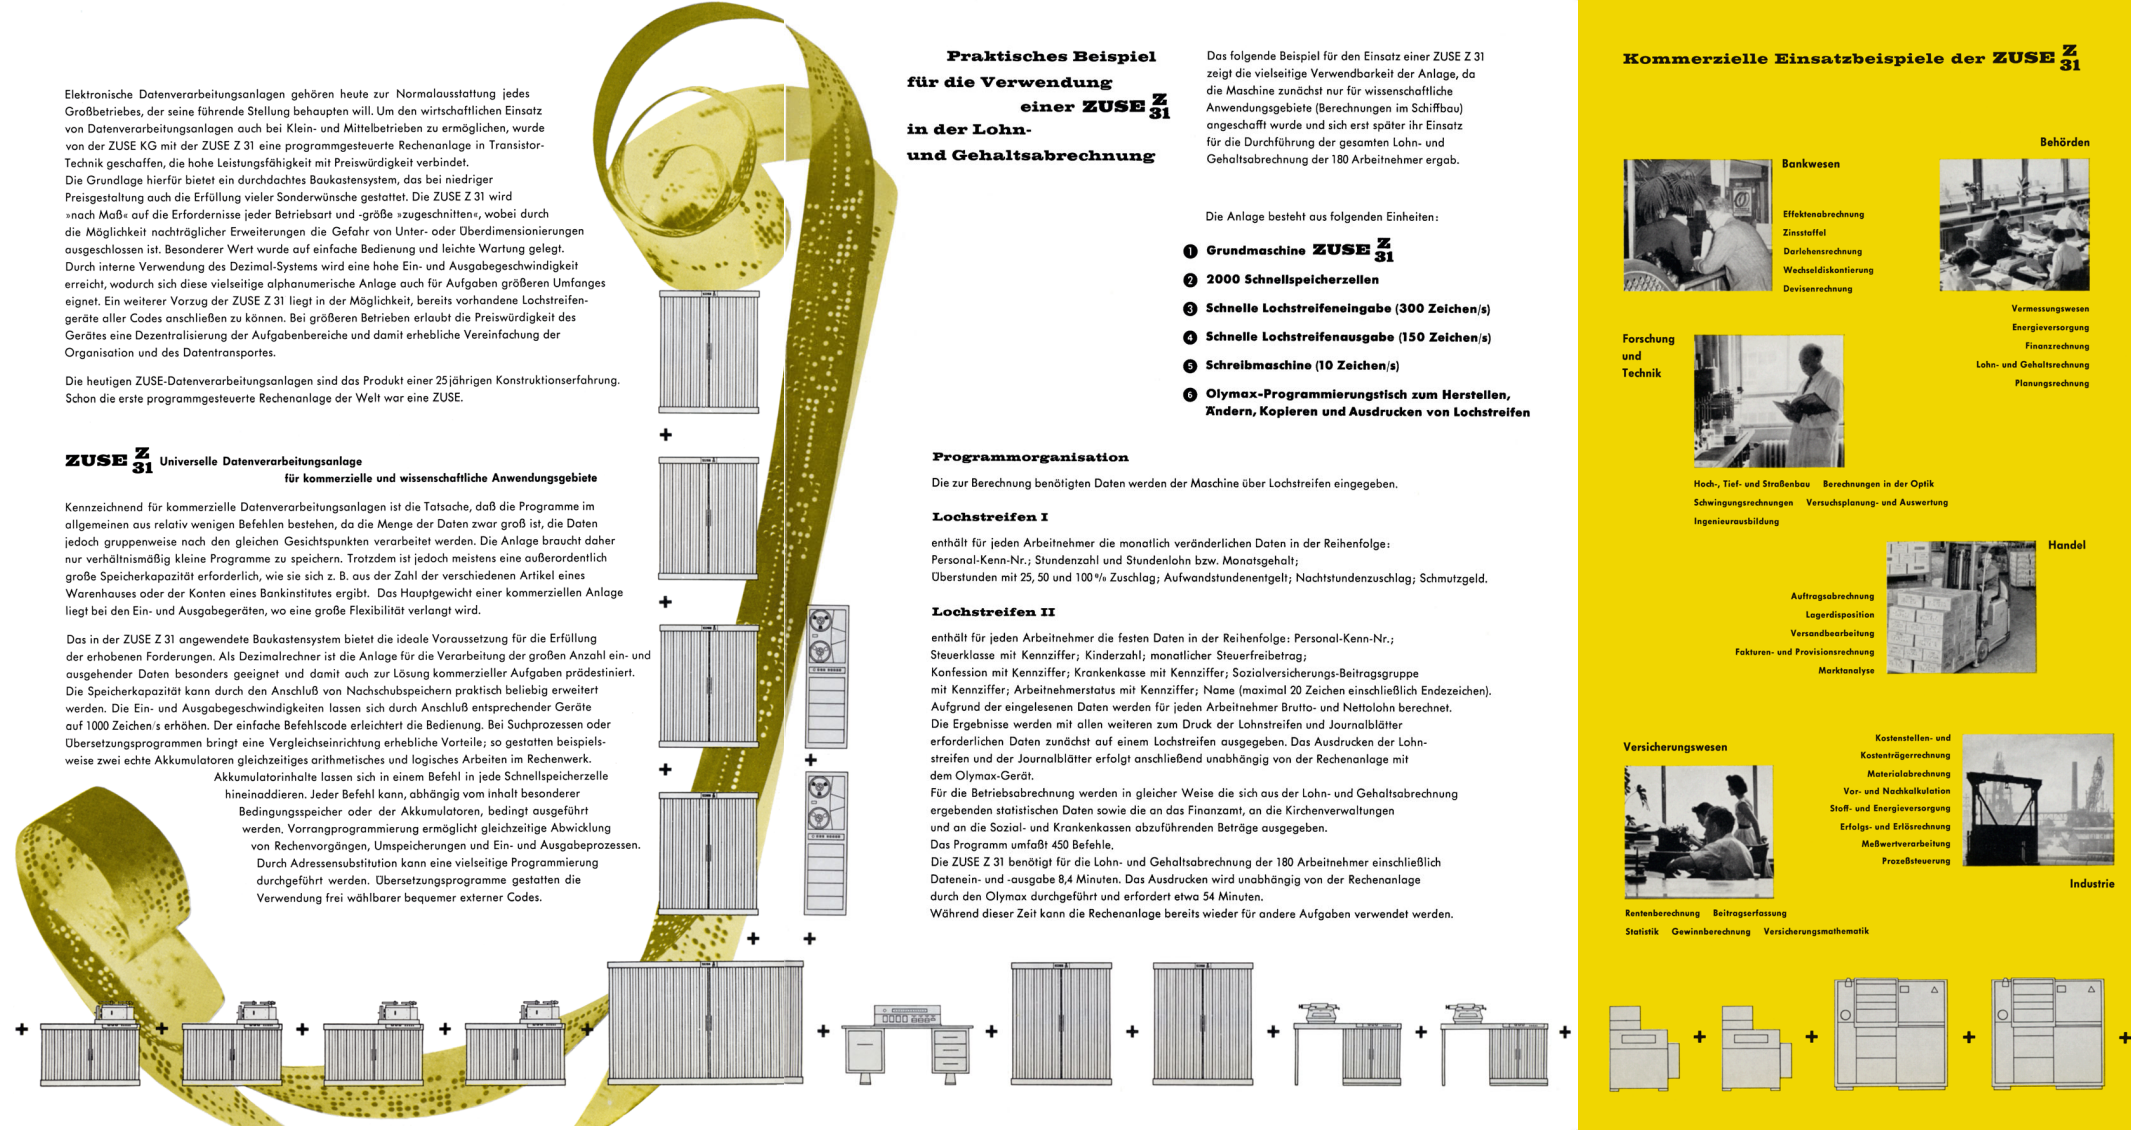 Elektronische Datenverarbeitungsanlagen gehören heute zur Normalausstattung jedes
Großbetriebes, der seine führende Stellung behaupten will. Um den wirtschaftlichen Einsatz
von Datenverarbeitungsanlagen auch bei Klein- und Mittelbetrieben zu ermöglichen, wurde
von der ZUSE KG mit der ZUSE Z 31 eine programmgesteuerte Rechenanlage in Transistor-
Technik geschaffen, die hohe Leistungsfähigkeit mit Preiswürdigkeit verbindet.
Die Grundlage hierfür bietet ein durchdachtes Baukastensystem, das bei niedriger
Preisgestaltung auch die Erfüllung vieler Sonderwünsche gestattet. Die ZUSE Z 31 wird
»nach Maß« auf die Erfordernisse jeder Betriebsart und -größe »zugeschnitten«, wobei durch
die Möglichkeit nachträglicher Erweiterungen die Gefahr von Unter- oder Überdimensionierungen
ausgeschlossen ist. Besonderer Wert wurde auf einfache Bedienung und leichte Wartung gelegt.
Durch interne Verwendung des Dezimal-Systems wird eine hohe Ein- und Ausgabegeschwindigkeit
erreicht, wodurch sich diese vielseitige alphanumerische Anlage auch für Aufgaben größeren Umfanges
eignet. Ein weiterer Vorzug der ZUSE Z 31 liegt in der Möglichkeit, bereits vorhandene Lochstreifen-
geräte aller Codes anschließen zu können. Bei größeren Betrieben erlaubt die Preiswürdigkeit des
Gerätes eine Dezentralisierung der Aufgabenbereiche und damit erhebliche Vereinfachung der
Organisation und des Datentransportes.
Die heutigen ZUSE-Datenverarbeitungsanlagen sind das Produkt einer 25jährigen Konstruktionserfahrung.
Schon die erste programmgesteuerte Rechenanlage der Welt war eine ZUSE.
ZUSE Z 31 Universelle Datenverarbeitungsanlage
für kommerzielle und wissenschaftliche Anwendungsgebiete
Kennzeichnend für kommerzielle Datenverarbeitungsanlagen ist die Tatsache, daß die Programme im
allgemeinen aus relativ wenigen Befehlen bestehen, da die Menge der Daten zwar groß ist, die Daten
jedoch gruppenweise nach den gleichen Gesichtspunkten verarbeitet werden. Die Anlage braucht daher
nur verhältnismäßig kleine Programme zu speichern. Trotzdem ist jedoch meistens eine außerordentlich
große Speicherkapazität erforderlich, wie sie sich z. B. aus der Zahl der verschiedenen Artikel eines
Warenhauses oder der Konten eines Bankinstitutes ergibt. Das Hauptgewicht einer kommerziellen Anlage
liegt bei den Ein- und Ausgabegeräten, wo eine große Flexibilität verlangt wird.
Das in der ZUSE Z 31 angewendete Baukastensystem bietet die ideale Voraussetzung für die Erfüllung
der erhobenen Forderungen. Als Dezimalrechner ist die Anlage für die Verarbeitung der großen Anzahl ein- und
ausgehender Daten besonders geeignet und damit auch zur Lösung kommerzieller Aufgaben prädestiniert.
Die Speicherkapazität kann durch den Anschluß von Nachschubspeichern praktisch beliebig erweitert
werden. Die Ein- und Ausgabegeschwindigkeiten lassen sich durch Anschluß entsprechender Geräte
auf 1000 Zeichen/s erhöhen. Der einfache Befehlscode erleichtert die Bedienung. Bei Suchprozessen oder
Übersetzungsprogrammen bringt eine Vergleichseinrichtung erhebliche Vorteile; so gestatten beispiels-
weise zwei echte Akkumulatoren gleichzeitiges arithmetisches und logisches Arbeiten im Rechenwerk.
Akkumulatorinhalte lassen sich in einem Befehl in jede Schnellspeicherzelle
hineinaddieren. Jeder Befehl kann, abhängig vom Inhalt besonderer
Bedingungsspeicher oder der Akkumulatoren, bedingt ausgeführt
werden. Vorrangprogrammierung ermöglicht gleichzeitige Abwicklung
von Rechenvorgängen, Umspeicherungen und Ein- und Ausgabeprozessen.
Durch Adressensubstitution kann eine vielseitige Programmierung
durchgeführt werden. Übersetzungsprogramme gestatten die
Verwendung frei wählbarer bequemer externer Codes.
Praktisches Beispiel
für die Verwendung
einer ZUSE Z 31
in der Lohn-
und Gehaltsabrechnung
Das folgende Beispiel für den Einsatz einer ZUSE Z 31
zeigt die vielseitige Verwendbarkeit der Anlage, da
die Maschine zunächst nur für wissenschaftliche
Anwendungsgebiete (Berechnungen im Schiffbau)
angeschafft wurde und sich erst später ihr Einsatz
für die Durchführung der gesamten Lohn- und
Gehaltsabrechnung der 180 Arbeitnehmer ergab.
Die Anlage besteht aus folgenden Einheiten:
1 Grundmaschine ZUSE Z 31
2 2000 Schnellspeicherzellen
3 Schnelle Lochstreifeneingabe (300 Zeichen/s)
4 Schnelle Lochstreifenausgabe (150 Zeichen/s)
5 Schreibmaschine (10 Zeichen/s)
6 Olymax-Programmierungstisch zum Herstellen,
Ändern, Kopieren und Ausdrucken von Lochstreifen
Programmorganisation
Die zur Berechnung benötigten Daten werden der Maschine über Lochstreifen eingegeben.
Lochstreifen I
enthält für jeden Arbeitnehmer die monatlich veränderlichen Daten in der Reihenfolge:
Personal-Kenn-Nr.; Stundenzahl und Stundenlohn bzw. Monatsgehalt;
Überstunden mit 25, 50 und 100 % Zuschlag; Aufwandstundenentgelt; Nachtstundenzuschlag; Schmutzgeld.
Lochstreifen II
enthält für jeden Arbeitnehmer die festen Daten in der Reihenfolge: Personal-Kenn-Nr.;
Steuerklasse mit Kennziffer; Kinderzahl; monatlicher Steuerfreibetrag;
Konfession mit Kennziffer; Krankenkasse mit Kennziffer; Sozialversicherungs-Beitragsgruppe
mit Kennziffer; Arbeitnehmerstatus mit Kennziffer; Name (maximal 20 Zeichen einschließlich Endezeichen).
Aufgrund der eingelesenen Daten werden für jeden Arbeitnehmer Brutto- und Nettolohn berechnet.
Die Ergebnisse werden mit allen weiteren zum Druck der Lohnstreifen und Journalblätter
erforderlichen Daten zunächst auf einem Lochstreifen ausgegeben. Das Ausdrucken der Lohn-
streifen und der Journalblätter erfolgt anschließend unabhängig von der Rechenanlage mit
dem Olymax-Gerät.
Für die Betriebsabrechnung werden in gleicher Weise die sich aus der Lohn- und Gehaltsabrechnung
ergebenden statistischen Daten sowie die an das Finanzamt, an die Kirchenverwaltungen
und an die Sozial- und Krankenkassen abzuführenden Beträge ausgegeben.
Das Programm umfaßt 450 Befehle.
Die ZUSE Z 31 benötigt für die Lohn- und Gehaltsabrechnung der 180 Arbeitnehmer einschließlich
Datenein- und -ausgabe 8,4 Minuten. Das Ausdrucken wird unabhängig von der Rechenanlage
durch den Olymax durchgeführt und erfordert etwa 54 Minuten.
Während dieser Zeit kann die Rechenanlage bereits wieder für andere Aufgaben verwendet werden.
Kommerzielle Einsatzbeispiele der ZUSE Z 31
Behörden
Bankwesen
Effektenabrechnung
Zinsstaffel
Darlehensrechnung
Wechseldiskontierung
Devisenrechnung
Vermessungswesen
Energieversorgung
Finanzrechnung
Lohn- und Gehaltsrechnung
Planungsrechnung
Forschung
und
Technik
Hoch-, Tief- und Straßenbau Berechnungen in der Optik
Schwingungsrechnungen Versuchsplanung- und Auswertung
Ingenieurausbildung
Handel
Auftragsabrechnung
Lagerdisposition
Versandbearbeitung
Fakturen- und Provisionsrechnung
Marktanalyse
Versicherungswesen
Kostenstellen- und
Kostenträgerrechnung
Materialabrechnung
Vor- und Nachkalkulation
Stoff- und Energieversorgung
Erfolgs- und Erlösrechnung
Meßwertverarbeitung
Prozeßsteuerung
Industrie
Rentenberechnung Beitragserfassung
Statistik Gewinnberechnung Versicherungsmathematik